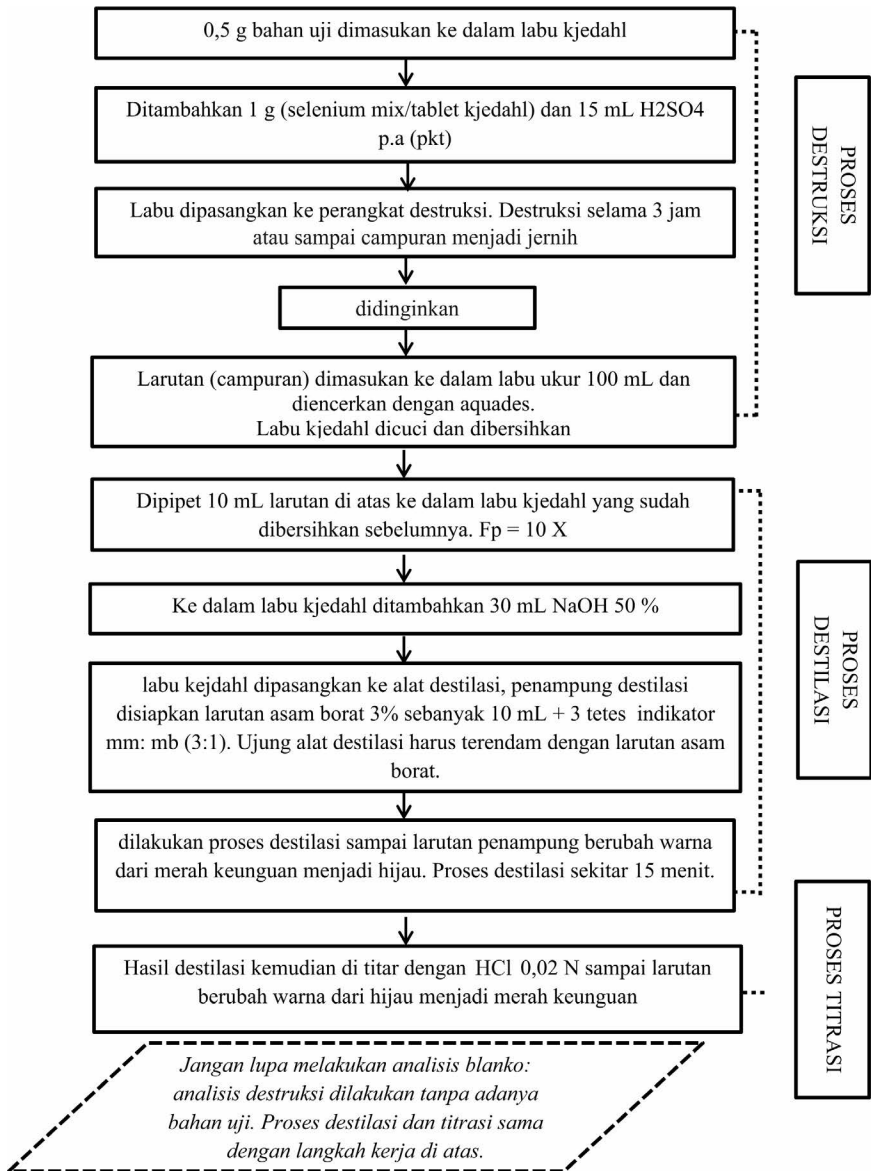 0,5 g bahan uji dimasukan ke dalam labu kjedahl
Ditambahkan 1 g (selenium mix/tablet kjedahl) dan 15 mL H2SO4
p.a (pkt)
Labu dipasangkan ke perangkat destruksi. Destruksi selama 3 jam
atau sampai campuran menjadi jernih
didinginkan
Larutan (campuran) dimasukan ke dalam labu ukur 100 mL dan
diencerkan dengan aquades.
Labu kjedahl dicuci dan dibersihkan
PROSES
DESTRUKSI
Dipipet 10 mL larutan di atas ke dalam labu kjedahl yang sudah
dibersihkan sebelumnya. Fp = 10 X
Ke dalam labu kjedahl ditambahkan 30 mL NaOH 50 %
labu kejdahl dipasangkan ke alat destilasi, penampung destilasi
disiapkan larutan asam borat 3% sebanyak 10 mL + 3 tetes indikator
mm: mb (3:1). Ujung alat destilasi harus terendam dengan larutan asam
borat.
dilakukan proses destilasi sampai larutan penampung berubah warna
dari merah keunguan menjadi hijau. Proses destilasi sekitar 15 menit.
PROSES
DESTILASI
Hasil destilasi kemudian di titar dengan HCl 0,02 N sampai larutan
berubah warna dari hijau menjadi merah keunguan
PROSES TITRASI
Jangan lupa melakukan analisis blanko:
analisis destruksi dilakukan tanpa adanya
bahan uji. Proses destilasi dan titrasi sama
dengan langkah kerja di atas.